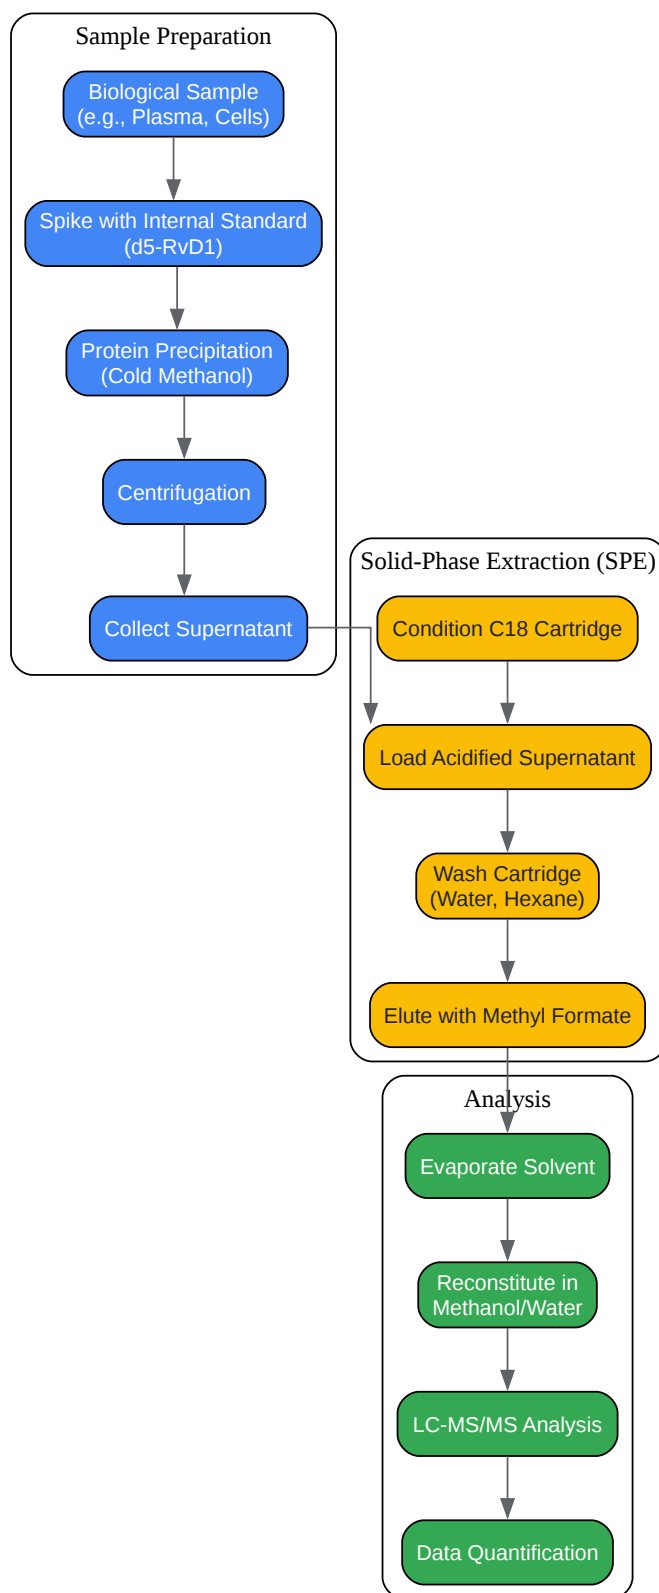 Sample Preparation
Biological Sample
(e.g., Plasma, Cells)
Spike with Internal Standard
(d5-RvD1)
Protein Precipitation
(Cold Methanol)
Centrifugation
Collect Supernatant
Solid-Phase Extraction (SPE)
Condition C18 Cartridge
Load Acidified Supernatant
Wash Cartridge
(Water, Hexane)
Elute with Methyl Formate
Analysis
Evaporate Solvent
Reconstitute in
Methanol/Water
LC-MS/MS Analysis
Data Quantification